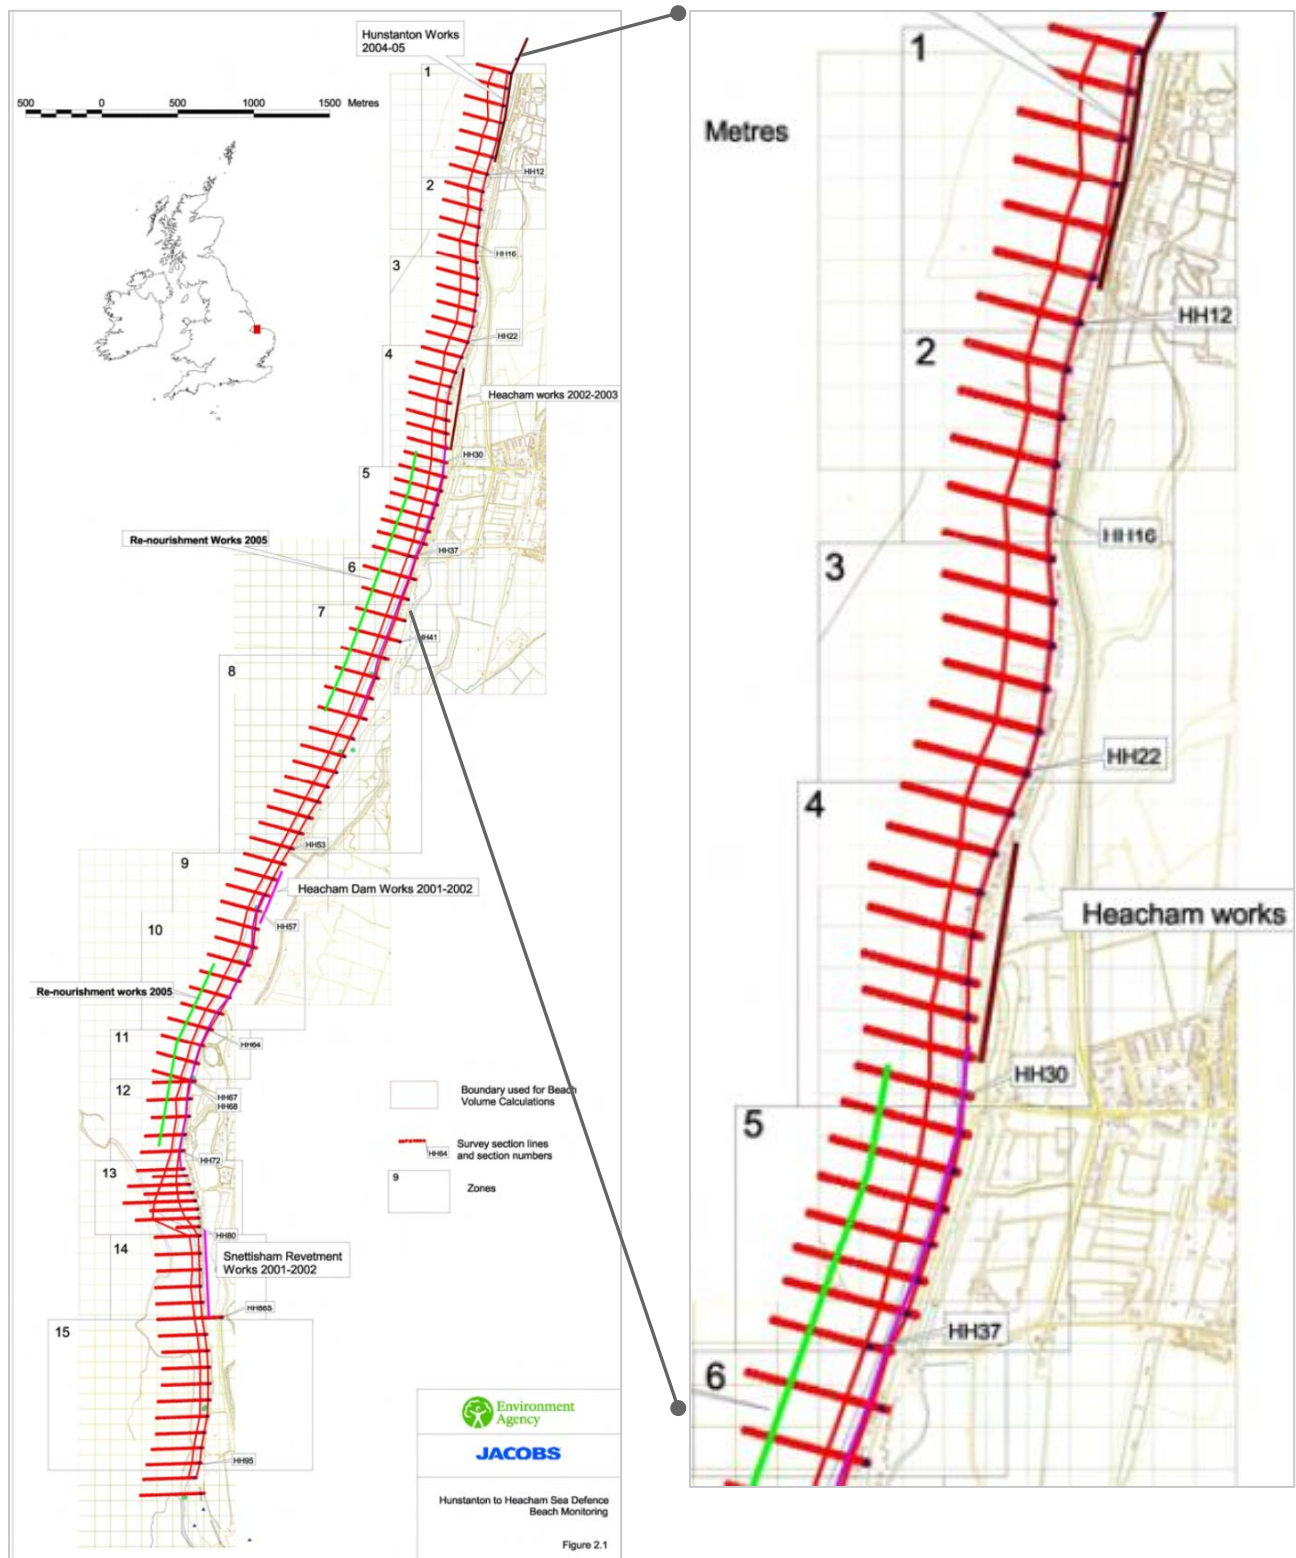 Hunstanton Works
2004-05
500 0 500 1000 1500 Metres
1
HH12
2
HH16
3
HH22
4
Heacham works 2002-2003
HH30
5
Re-nourishment Works 2005
HH37
6
7
HH41
8
HH53
9
Heacham Dam Works 2001-2002
HH57
10
Re-nourishment works 2005
11
HH64
12
HH67
HH68
HH72
13
HH80
14
Snettisham Revetment
Works 2001-2002
15
HH95
Boundary used for Beach
Volume Calculations
HH64
Survey section lines
and section numbers
9
Zones
Environment
Agency
JACOBS
Hunstanton to Heacham Sea Defence
Beach Monitoring
Figure 2.1
Metres
1
HH12
2
HH16
3
HH22
4
Heacham works
HH30
5
HH37
6